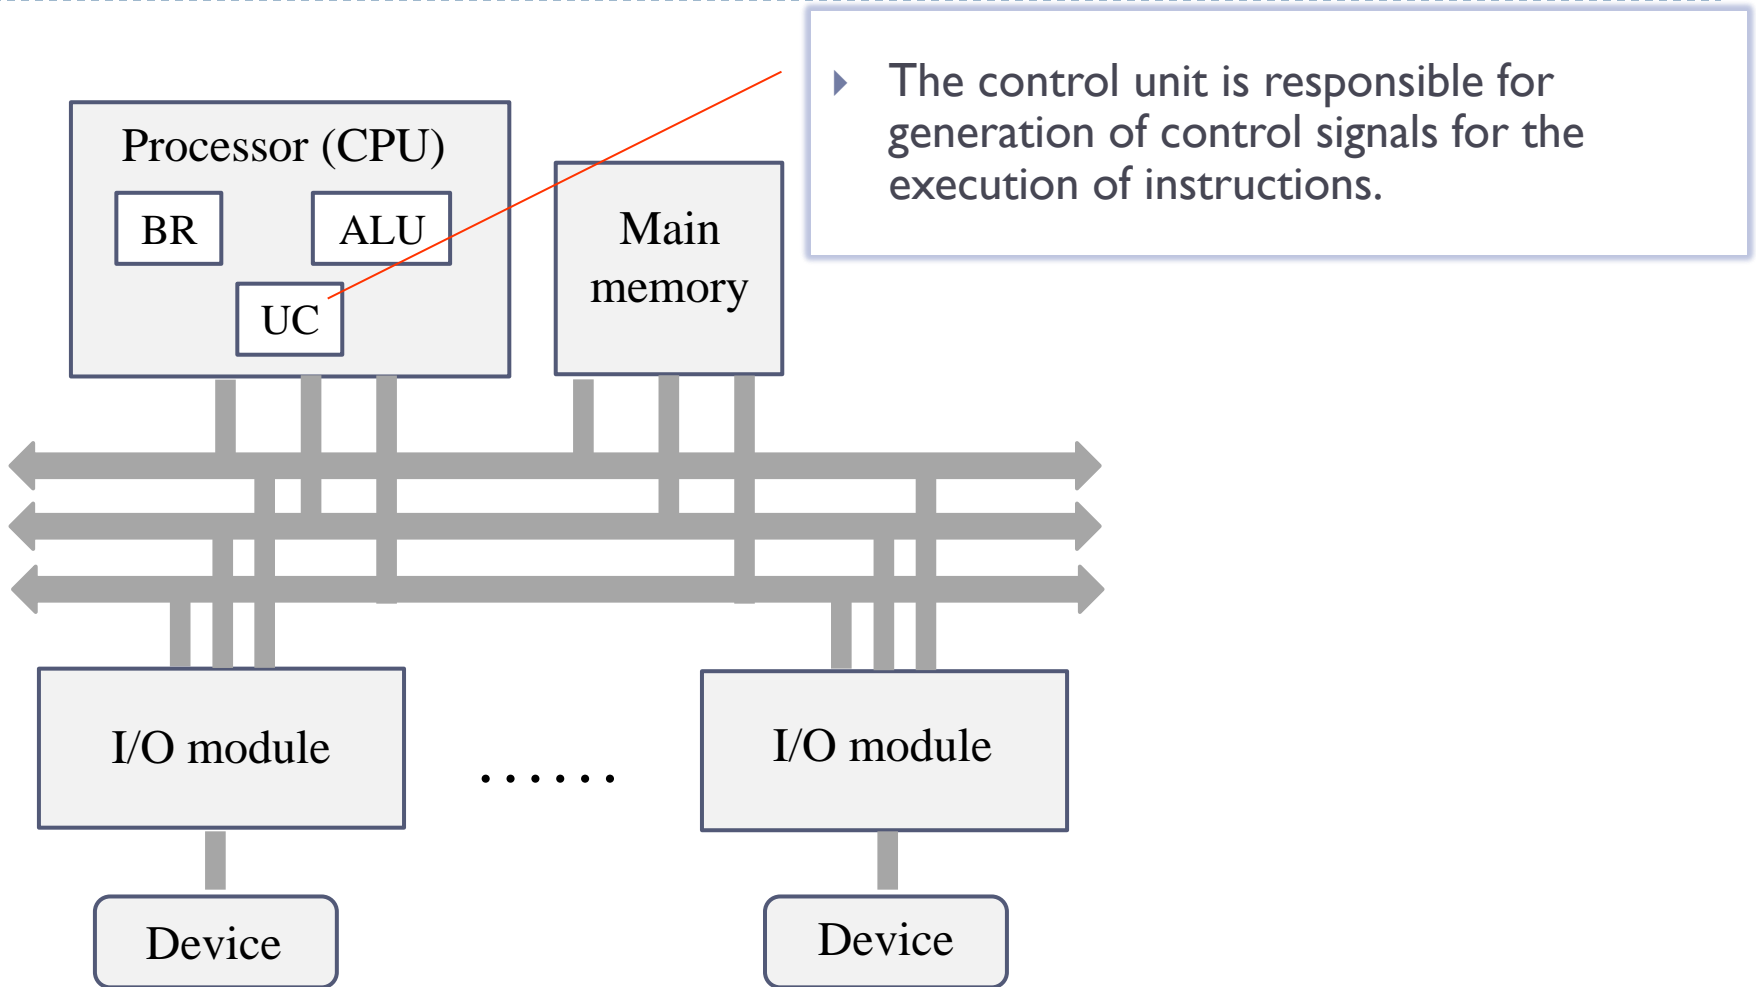 The control unit is responsible for
generation of control signals for the
execution of instructions.
Processor (CPU)
BR
ALU
UC
Main
memory
I/O module
......
I/O module
Device
Device